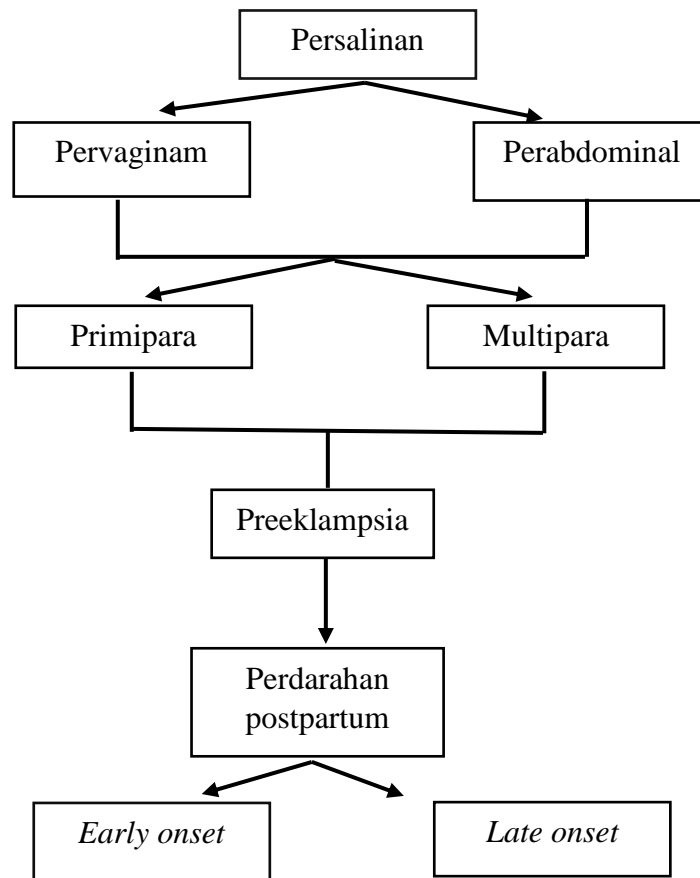 Persalinan
Pervaginam
Perabdominal
Primipara
Multipara
Preeklampsia
Perdarahan
postpartum
Early onset
Late onset